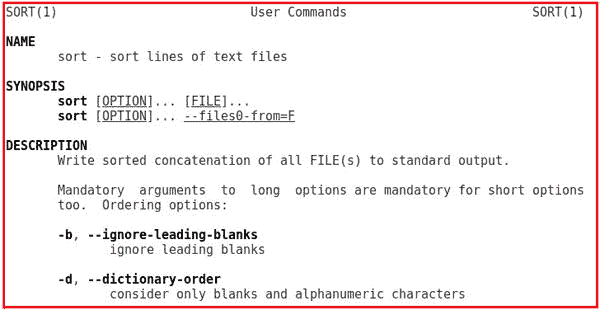 SORT(1) User Commands SORT(1)
NAME
sort - sort lines of text files
SYNOPSIS
sort [OPTION]... [FILE]...
sort [OPTION]... --files0-from=F
DESCRIPTION
Write sorted concatenation of all FILE(s) to standard output.
Mandatory arguments to long options are mandatory for short options
too. Ordering options:
-b, --ignore-leading-blanks
ignore leading blanks
-d, --dictionary-order
consider only blanks and alphanumeric characters